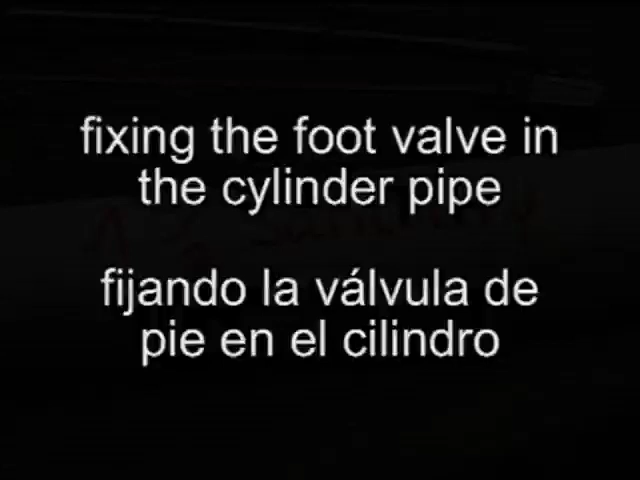 fixing the foot valve in
the cylinder pipe
fijando la válvula de
pie en el cilindro